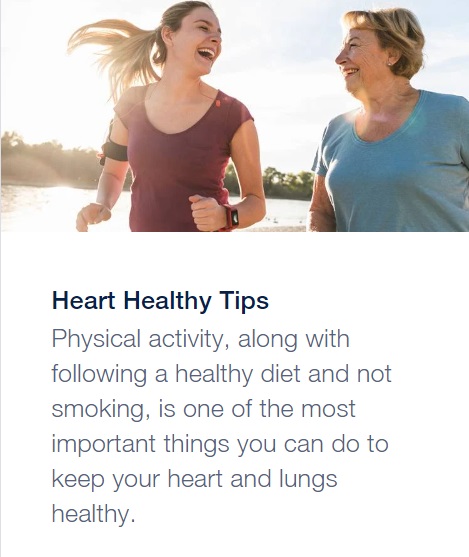 Heart Healthy Tips
Physical activity, along with
following a healthy diet and not
smoking, is one of the most
important things you can do to
keep your heart and lungs
healthy.